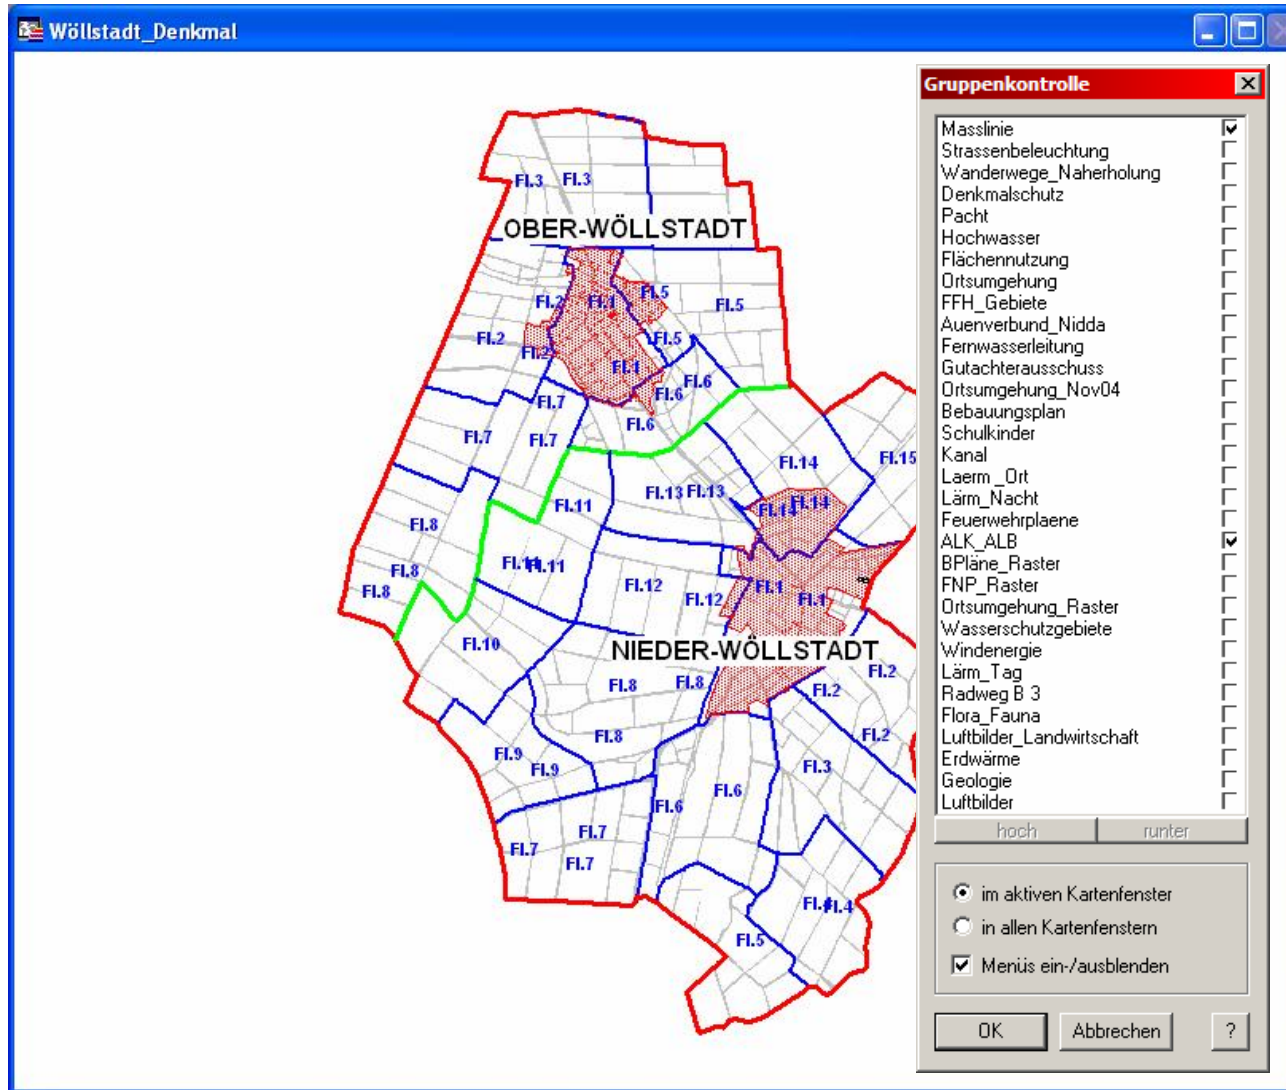 Wöllstadt_Denkmal
Fl.3 Fl.3
OBER-WÖLLSTADT
Fl.2 Fl.1 Fl.5 Fl.5
Fl.2 Fl.2 Fl.5
Fl.1
Fl.6
Fl.7 Fl.6
Fl.7 Fl.7 Fl.6
Fl.14 Fl.15
Fl.13 Fl.13
Fl.11 Fl.14 Fl.14
Fl.8
Fl.11 Fl.11
Fl.8 Fl.12 Fl.1
Fl.8 Fl.12 Fl.1
Fl.10
NIEDER-WÖLLSTADT
Fl.8 Fl.8 Fl.2 Fl.2
Fl.8 Fl.2
Fl.9 Fl.9 Fl.3
Fl.6 Fl.6
Fl.7
Fl.7 Fl.7
Fl.4 Fl.4
Fl.5
Gruppenkontrolle
Masslinie
Strassenbeleuchtung
Wanderwege_Naherholung
Denkmalschutz
Pacht
Hochwasser
Flächennutzung
Ortsumgehung
FFH_Gebiete
Auenverbund_Nidda
Fernwasserleitung
Gutachterausschuss
Ortsumgehung_Nov04
Bebauungsplan
Schulkinder
Kanal
Laerm _Ort
Lärm_Nacht
Feuerwehrplaene
ALK_ALB
BPläne_Raster
FNP_Raster
Ortsumgehung_Raster
Wasserschutzgebiete
Windenergie
Lärm_Tag
Radweg B 3
Flora_Fauna
Luftbilder_Landwirtschaft
Erdwärme
Geologie
Luftbilder
hoch runter
im aktiven Kartenfenster
in allen Kartenfenstern
Menüs ein-/ausblenden
OK Abbrechen ?